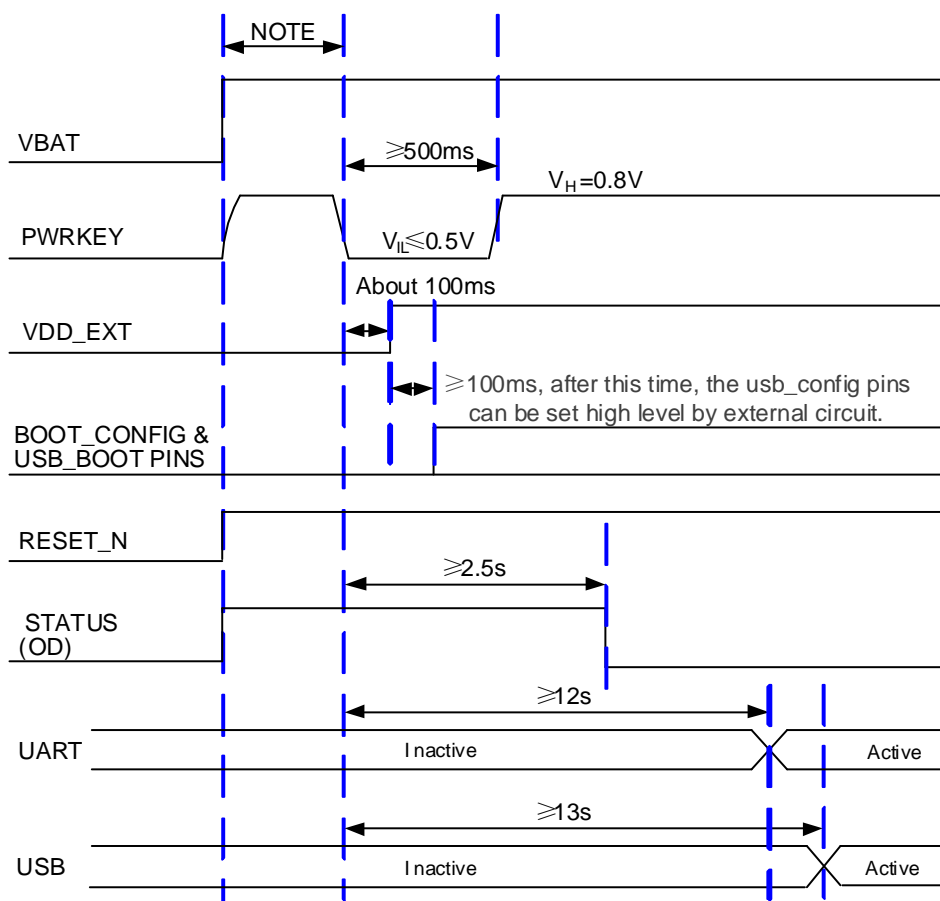 NOTE
VBAT
≥500ms
VH=0.8V
PWRKEY
VIL≤0.5V
About 100ms
VDD_EXT
≥100ms, after this time, the usb_config pins
can be set high level by external circuit.
BOOT_CONFIG &
USB_BOOT PINS
RESET_N
≥2.5s
STATUS
(OD)
≥12s
UART
Inactive
Active
≥13s
USB
Inactive
Active